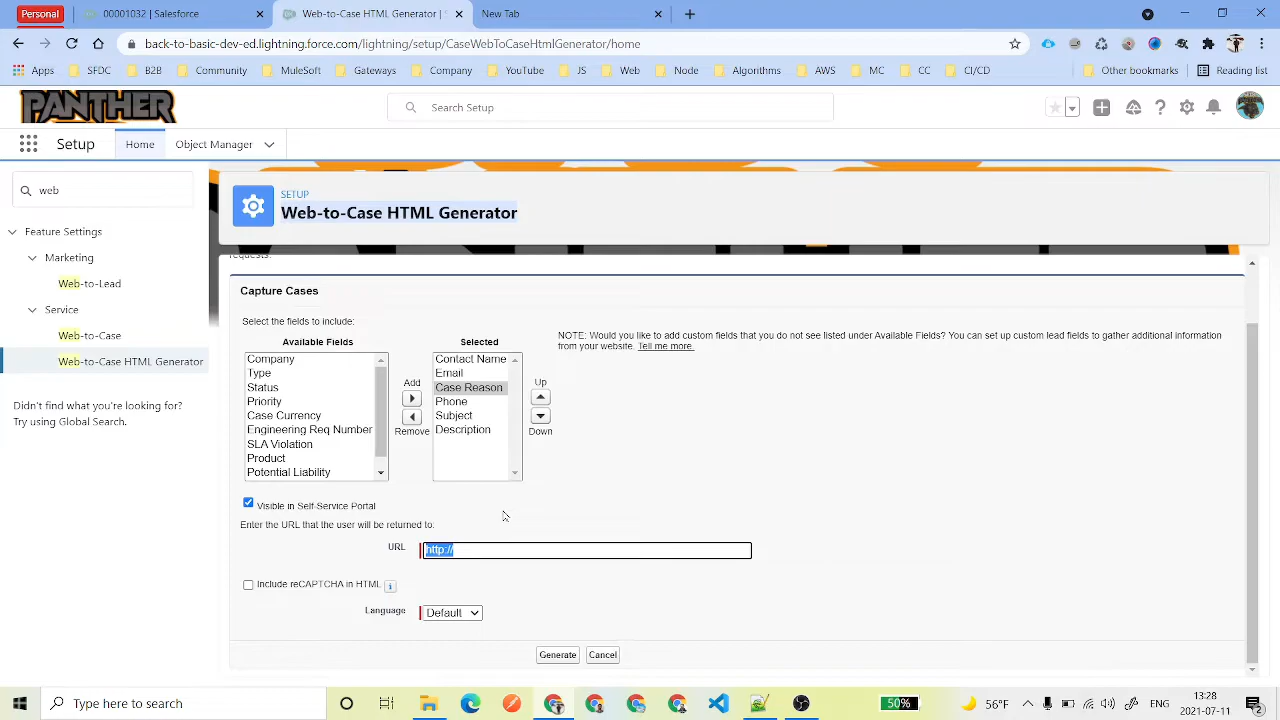 Personal
00001032 | Salesforce
Web-to-Case HTML Generator |
New Tab
back-to-basic-dev-ed.lightning.force.com/lightning/setup/CaseWebToCaseHtmlGenerator/home
Apps SFDC B2B Community MuleSoft Gateways Company YouTube JS Web Node Algorithms AWS MC CC CI/CD Other bookmarks Reading list
PANTHER
Search Setup
Setup Home Object Manager
web
Feature Settings
Marketing
Web-to-Lead
Service
Web-to-Case
Web-to-Case HTML Generator
Didn't find what you're looking for?
Try using Global Search.
SETUP
Web-to-Case HTML Generator
requests.
Capture Cases
Select the fields to include:
Available Fields
Company
Type
Status
Priority
Case Currency
Engineering Req Number
SLA Violation
Product
Potential Liability
Add
Remove
Selected
Contact Name
Email
Case Reason
Phone
Subject
Description
Up
Down
NOTE: Would you like to add custom fields that you do not see listed under Available Fields? You can set up custom lead fields to gather additional information
from your website. Tell me more.
Visible in Self-Service Portal
Enter the URL that the user will be returned to:
URL http://
Include reCAPTCHA in HTML i
Language Default
Generate Cancel
Type here to search
50%
56°F
ENG
13:28
2021-07-11
2